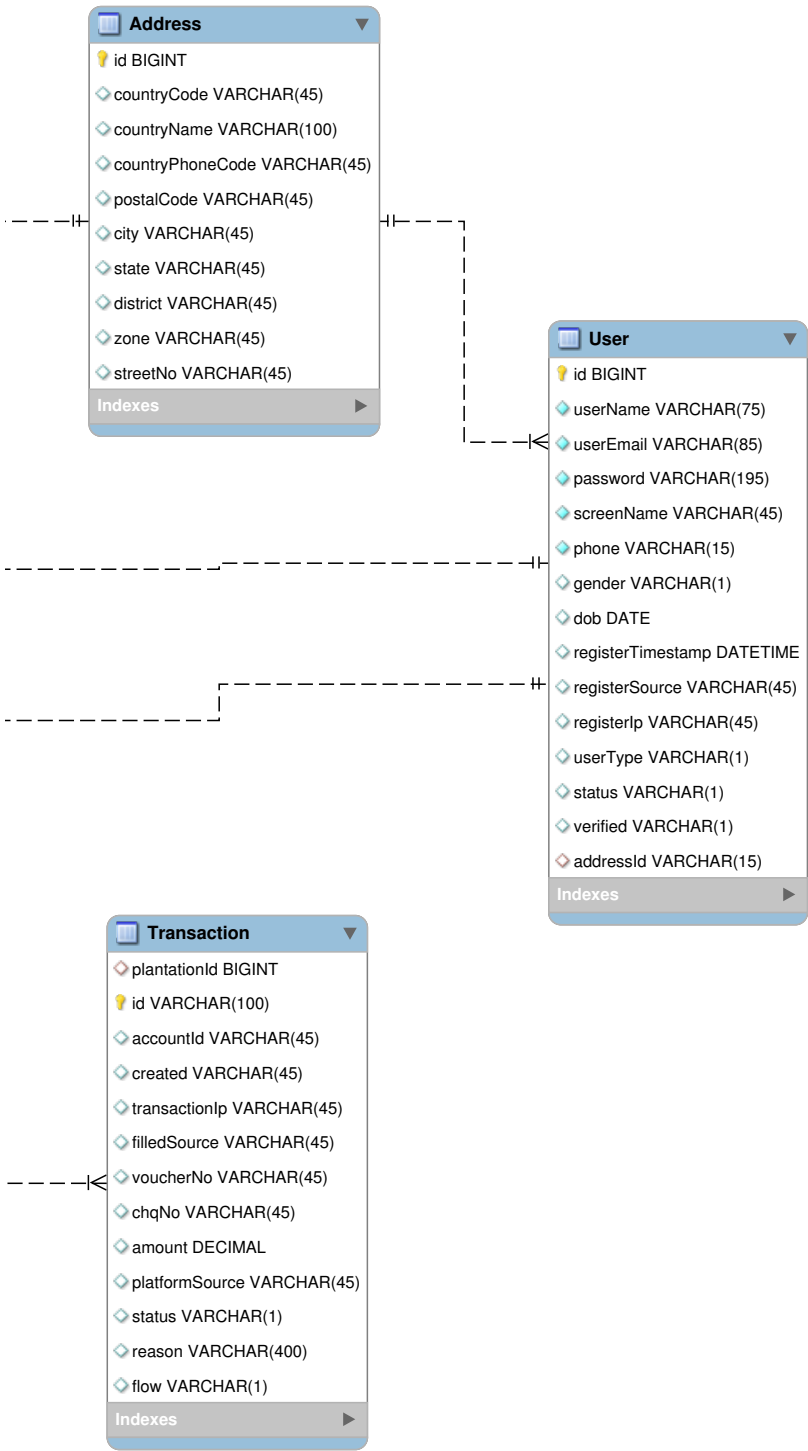 Address
id BIGINT
countryCode VARCHAR(45)
countryName VARCHAR(100)
countryPhoneCode VARCHAR(45)
postalCode VARCHAR(45)
city VARCHAR(45)
state VARCHAR(45)
district VARCHAR(45)
zone VARCHAR(45)
streetNo VARCHAR(45)
Indexes
User
id BIGINT
userName VARCHAR(75)
userEmail VARCHAR(85)
password VARCHAR(195)
screenName VARCHAR(45)
phone VARCHAR(15)
gender VARCHAR(1)
dob DATE
registerTimestamp DATETIME
registerSource VARCHAR(45)
registerIp VARCHAR(45)
userType VARCHAR(1)
status VARCHAR(1)
verified VARCHAR(1)
addressId VARCHAR(15)
Indexes
Transaction
plantationId BIGINT
id VARCHAR(100)
accountId VARCHAR(45)
created VARCHAR(45)
transactionIp VARCHAR(45)
filledSource VARCHAR(45)
voucherNo VARCHAR(45)
chqNo VARCHAR(45)
amount DECIMAL
platformSource VARCHAR(45)
status VARCHAR(1)
reason VARCHAR(400)
flow VARCHAR(1)
Indexes